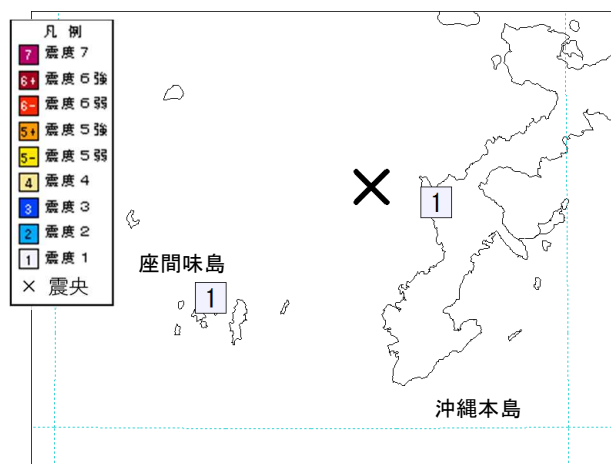 凡 例
7 震度７
6+ 震度６強
6- 震度６弱
5+ 震度５強
5- 震度５弱
4 震度４
3 震度３
2 震度２
1 震度１
× 震央
1
座間味島
1
沖縄本島